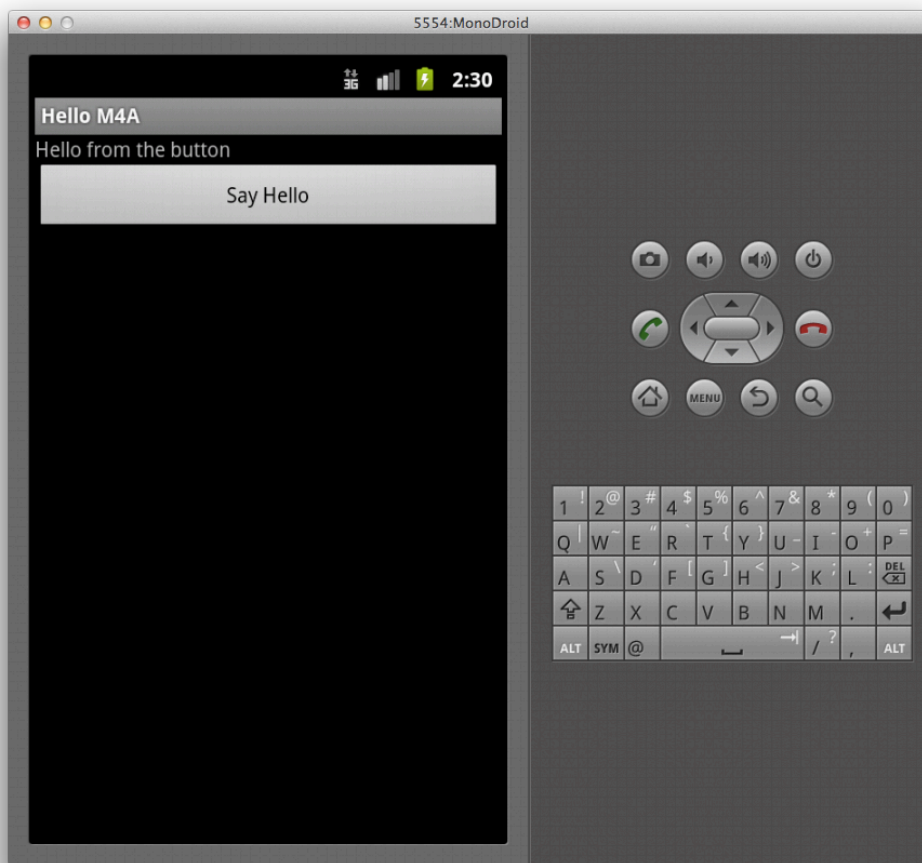 5554:MonoDroid
3G 2:30
Hello M4A
Hello from the button
Say Hello
MENU
1 ! 2 @ 3 # 4 $ 5 % 6 ^ 7 & 8 * 9 ( 0 )
Q | W ~ E “ R ` T { Y } U _ I - O + P =
A S \ D ‘ F [ G ] H < J > K ; L : DEL
Z X C V B N M .
ALT SYM @ / ? , ALT